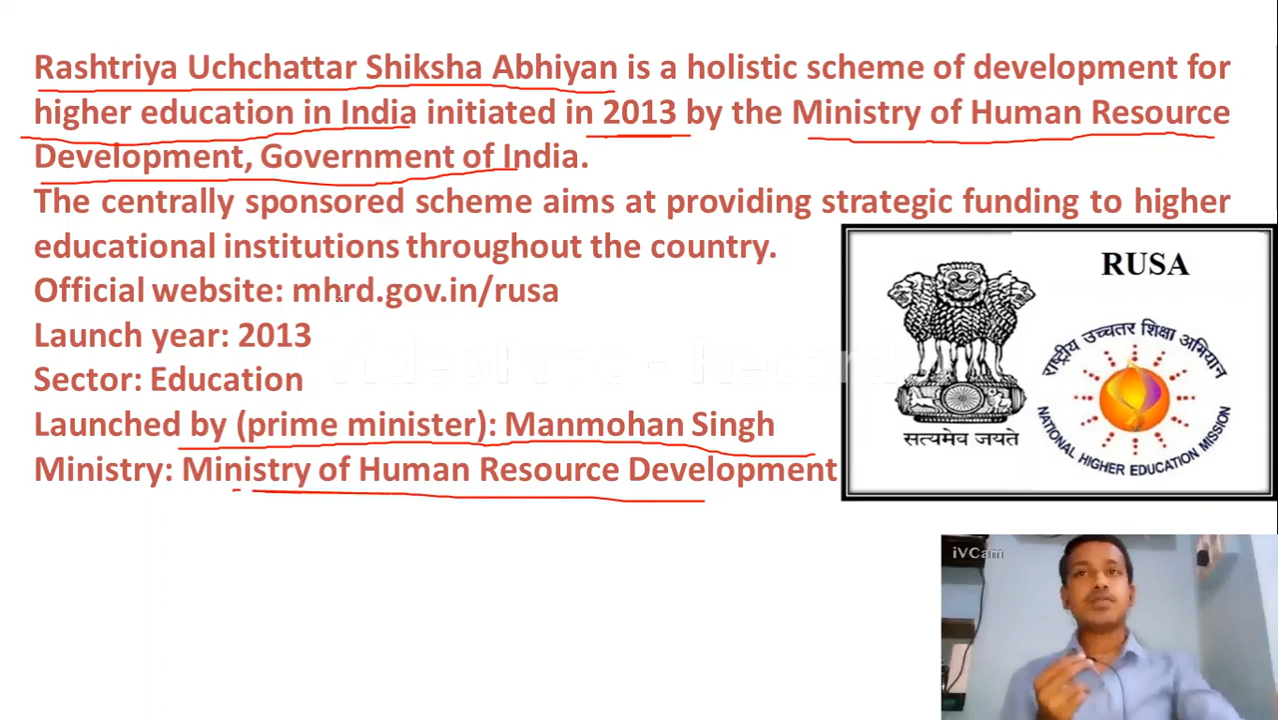 Rashtriya Uchchattar Shiksha Abhiyan is a holistic scheme of development for
higher education in India initiated in 2013 by the Ministry of Human Resource
Development, Government of India.
The centrally sponsored scheme aims at providing strategic funding to higher
educational institutions throughout the country.
Official website: mhrd.gov.in/rusa
Launch year: 2013
Sector: Education
Launched by (prime minister): Manmohan Singh
Ministry: Ministry of Human Resource Development
RUSA
राष्ट्रीय उच्चतर शिक्षा अभियान
NATIONAL HIGHER EDUCATION MISSION
सत्यमेव जयते
iVCam